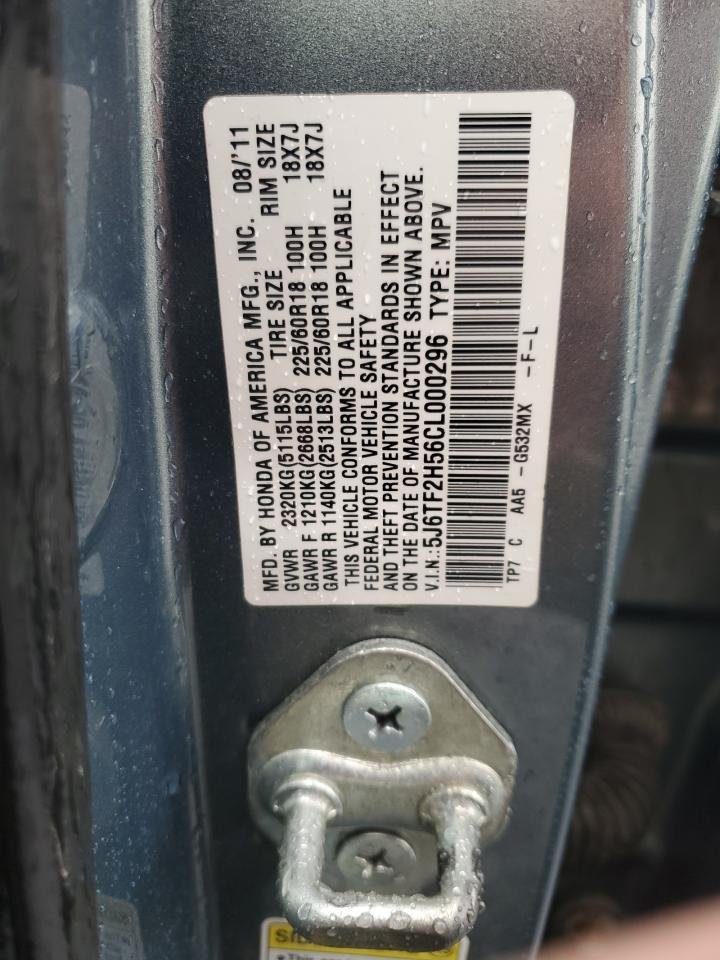 MFD. BY HONDA OF AMERICA MFG., INC. 08/'11
GVWR 2320KG(5115LBS) TIRE SIZE RIM SIZE
GAWR F 1210KG(2668LBS) 225/60R18 100H 18X7J
GAWR R 1140KG(2513LBS) 225/60R18 100H 18X7J
THIS VEHICLE CONFORMS TO ALL APPLICABLE
FEDERAL MOTOR VEHICLE SAFETY
AND THEFT PREVENTION STANDARDS IN EFFECT
ON THE DATE OF MANUFACTURE SHOWN ABOVE.
V.I.N.:5J6TF2H56CL000296 TYPE: MPV
TP7 C AA5 -G532MX -F-L